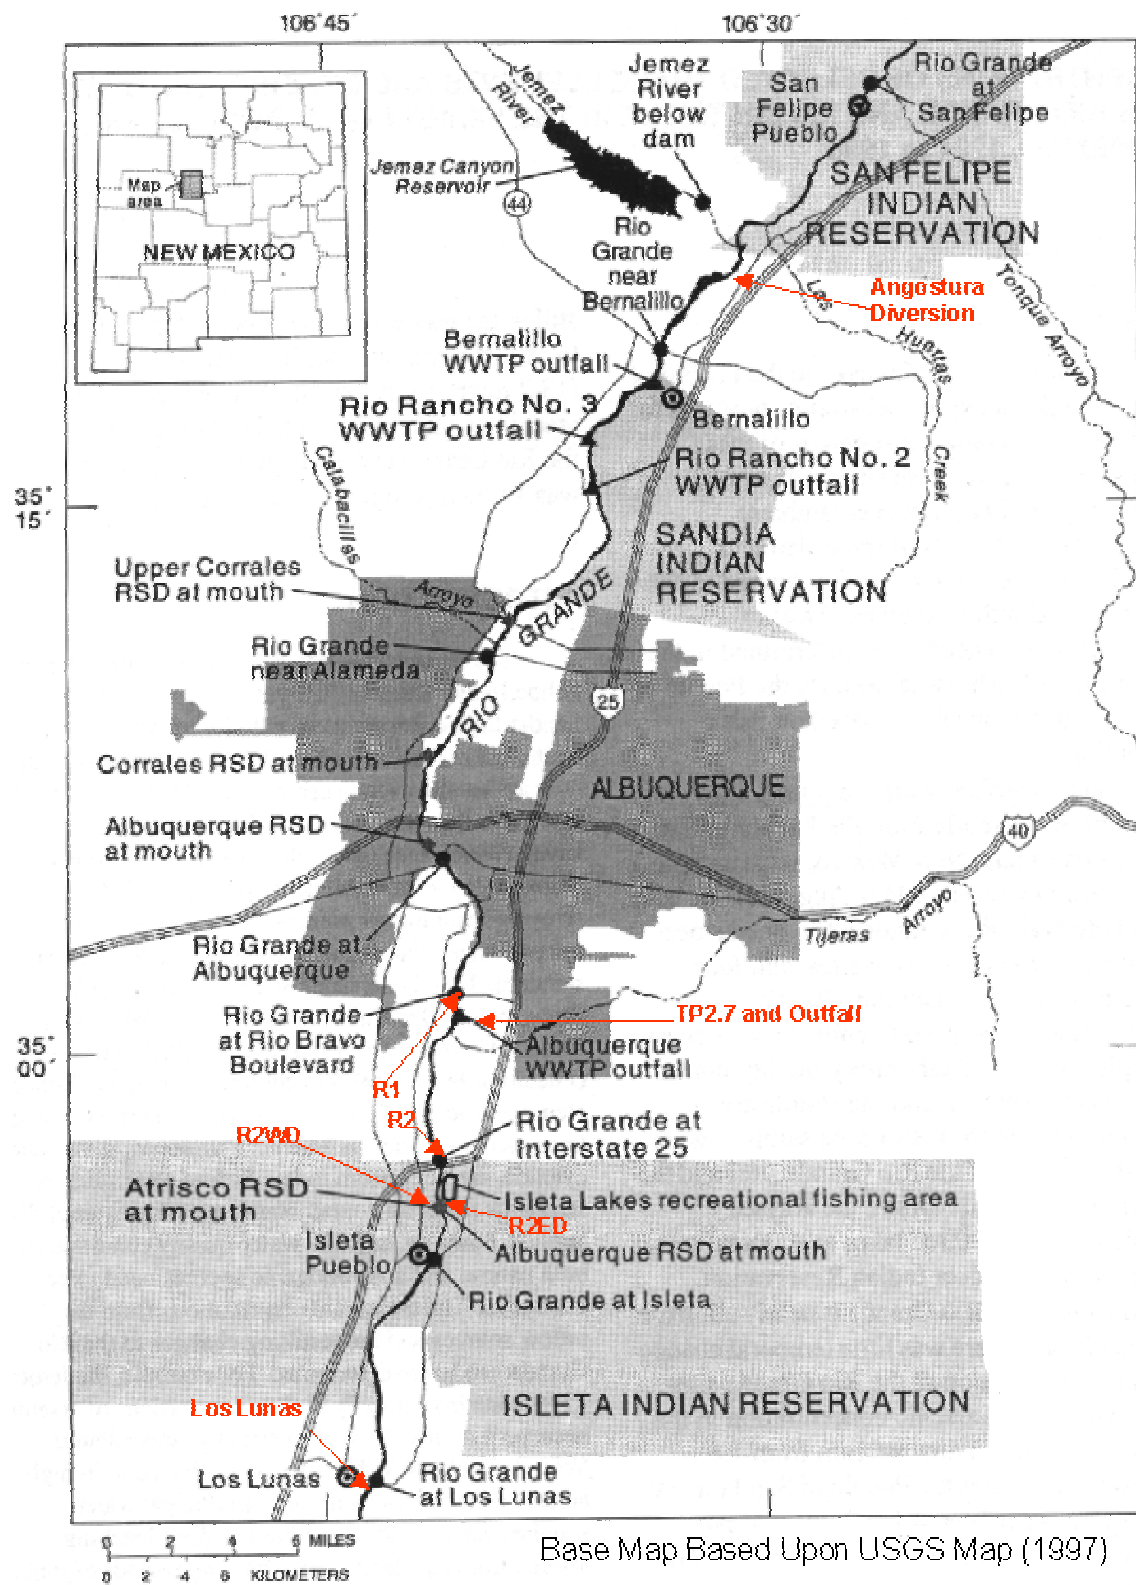 106°45'
106°30'
Jemez
River
Jemez
River
below
dam
San
Felipe
Pueblo
Rio Grande
at
San Felipe
Jemez Canyon
Reservoir
Map
area
NEW MEXICO
44
SAN FELIPE
INDIAN
RESERVATION
Rio
Grande
near
Bernalillo
Angostura
Diversion
Las
Huertas
Creek
Tonque Arroyo
Bernalillo
WWTP outfall
Rio Rancho No. 3
WWTP outfall
Bernalillo
Rio Rancho No. 2
WWTP outfall
35°
15'
Calabacillas
Arroyo
SANDIA
INDIAN
RESERVATION
Upper Corrales
RSD at mouth
RIO
GRANDE
Rio Grande
near Alameda
25
Corrales RSD at mouth
ALBUQUERQUE
Albuquerque RSD
at mouth
40
Tijeras
Arroyo
Rio Grande at
Albuquerque
Rio Grande
at Rio Bravo
Boulevard
TP2.7 and Outfall
Albuquerque
WWTP outfall
35°
00'
R1
R2
R2WD
Rio Grande at
Interstate 25
Atrisco RSD
at mouth
Isleta Lakes recreational fishing area
R2ED
Isleta
Pueblo
Albuquerque RSD at mouth
Rio Grande at Isleta
Los Lunas
ISLETA INDIAN RESERVATION
Los Lunas
Rio Grande
at Los Lunas
0 2 4 6 MILES
0 2 4 6 KILOMETERS
Base Map Based Upon USGS Map (1997)